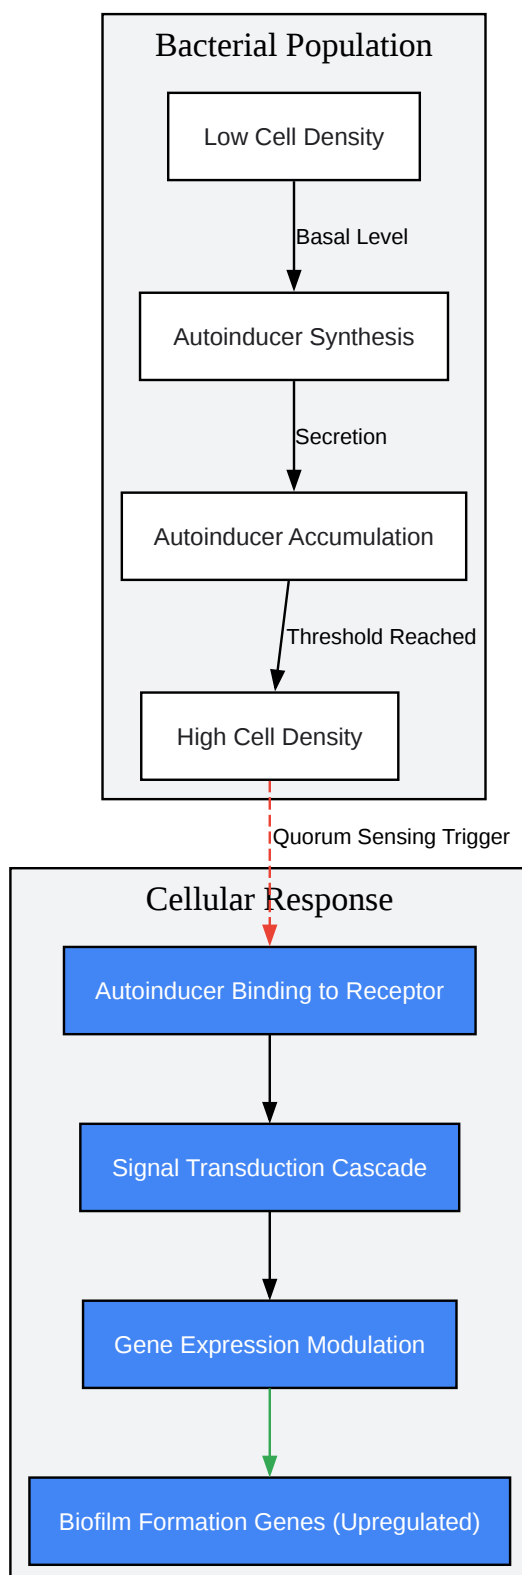 Bacterial Population
Low Cell Density
Basal Level
Autoinducer Synthesis
Secretion
Autoinducer Accumulation
Threshold Reached
High Cell Density
Quorum Sensing Trigger
Cellular Response
Autoinducer Binding to Receptor
Signal Transduction Cascade
Gene Expression Modulation
Biofilm Formation Genes (Upregulated)